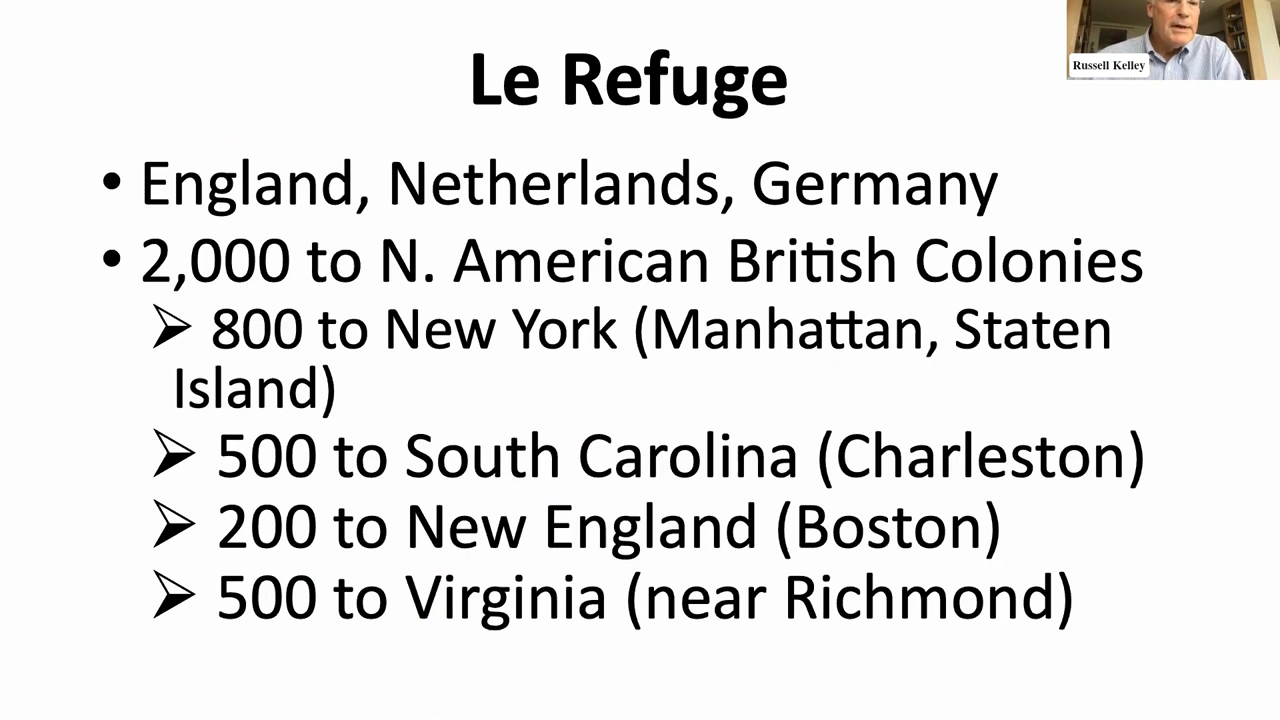 Le Refuge
Russell Kelley
• England, Netherlands, Germany
• 2,000 to N. American British Colonies
➢ 800 to New York (Manhattan, Staten
Island)
➢ 500 to South Carolina (Charleston)
➢ 200 to New England (Boston)
➢ 500 to Virginia (near Richmond)